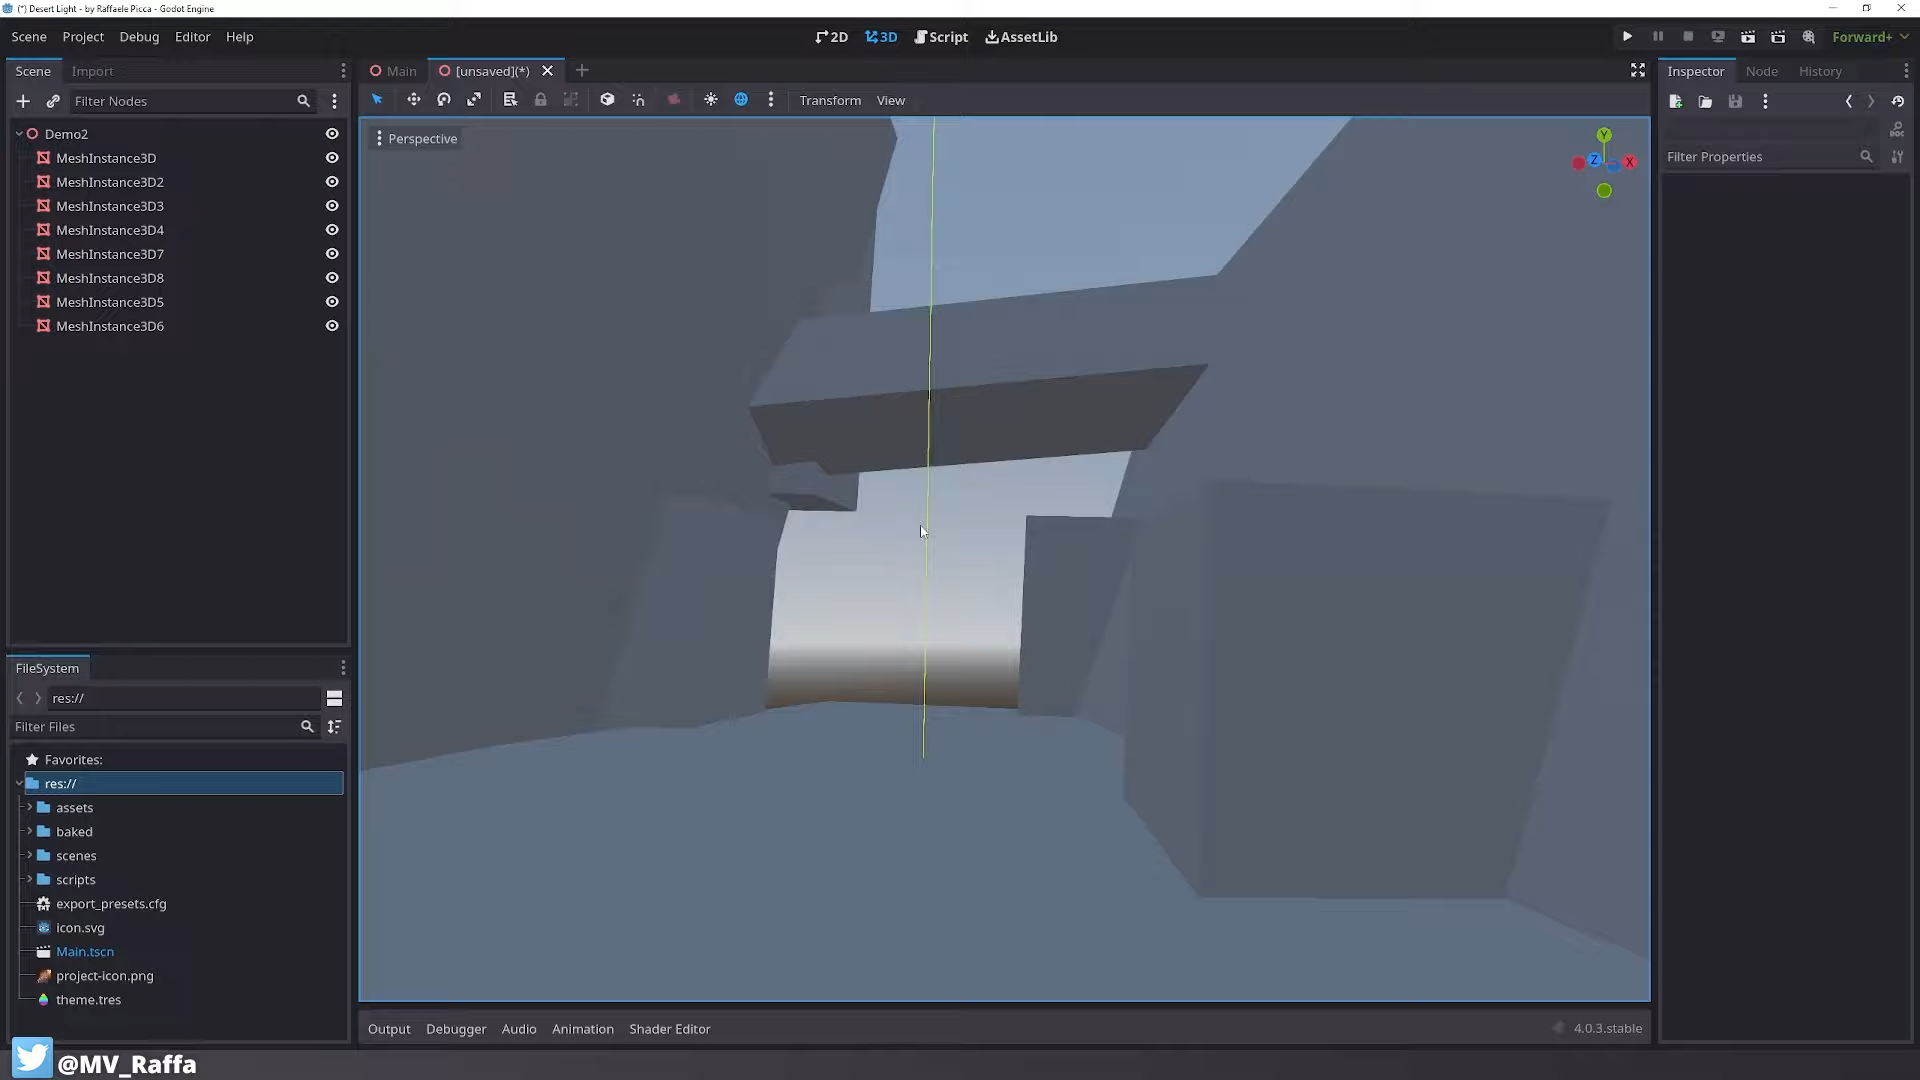 (*) Desert Light - by Raffaele Picca - Godot Engine
Scene Project Debug Editor Help
2D 3D Script AssetLib
Forward+
Scene Import
Main [unsaved](*)
Inspector Node History
Filter Nodes
Transform View
Perspective
Y
Z X
DOC
Filter Properties
Demo2
MeshInstance3D
MeshInstance3D2
MeshInstance3D3
MeshInstance3D4
MeshInstance3D7
MeshInstance3D8
MeshInstance3D5
MeshInstance3D6
FileSystem
res://
Filter Files
Favorites:
res://
assets
baked
scenes
scripts
export_presets.cfg
icon.svg
Main.tscn
project-icon.png
theme.tres
Output Debugger Audio Animation Shader Editor
4.0.3.stable
@MV_Raffa